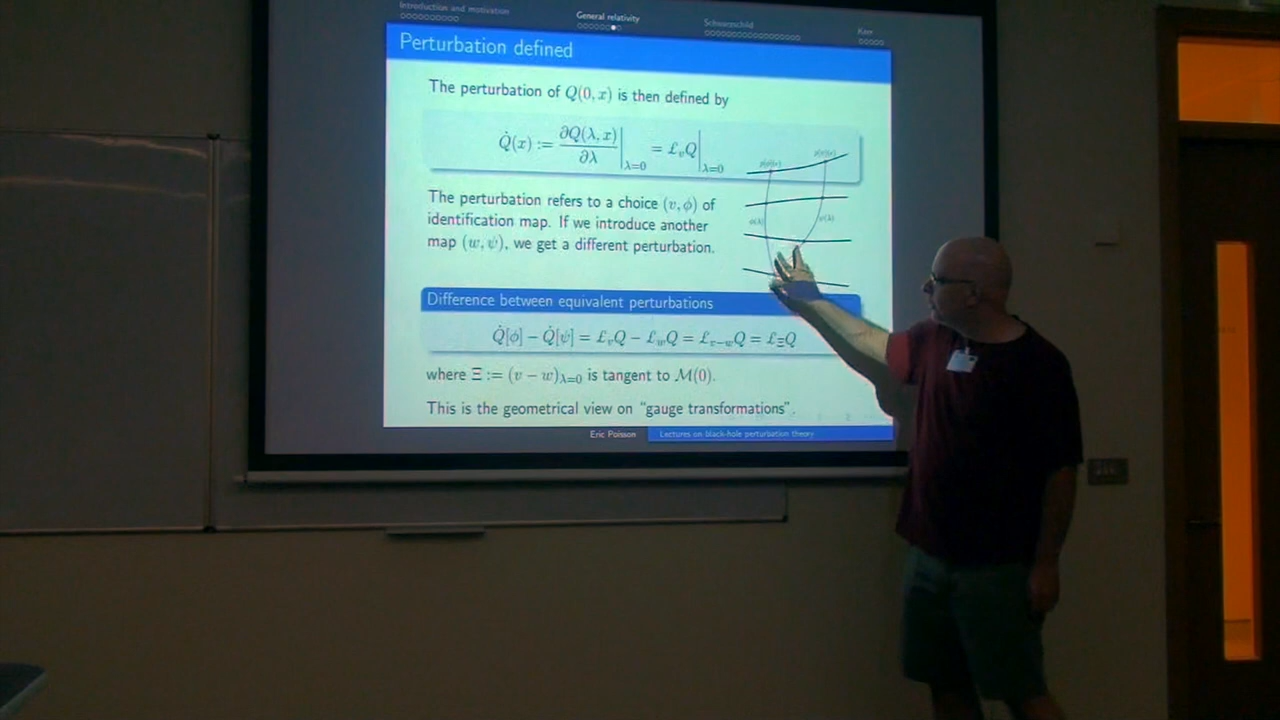 Introduction and motivation
General relativity
Schwarzschild
Kerr
Perturbation defined
The perturbation of Q(0, x) is then defined by
Q̇(x) := ∂Q(λ, x)/∂λ |λ=0 = £ᵥQ |λ=0
The perturbation refers to a choice (v, ϕ) of
identification map. If we introduce another
map (w, ψ), we get a different perturbation.
ϕ(λ)
ψ(λ)
Difference between equivalent perturbations
Q̇[ϕ] − Q̇[ψ] = £ᵥQ − £_wQ = £_{v−w}Q = £_ΞQ
where Ξ := (v − w)λ=0 is tangent to ℳ(0).
This is the geometrical view on "gauge transformations".
Eric Poisson
Lectures on black-hole perturbation theory